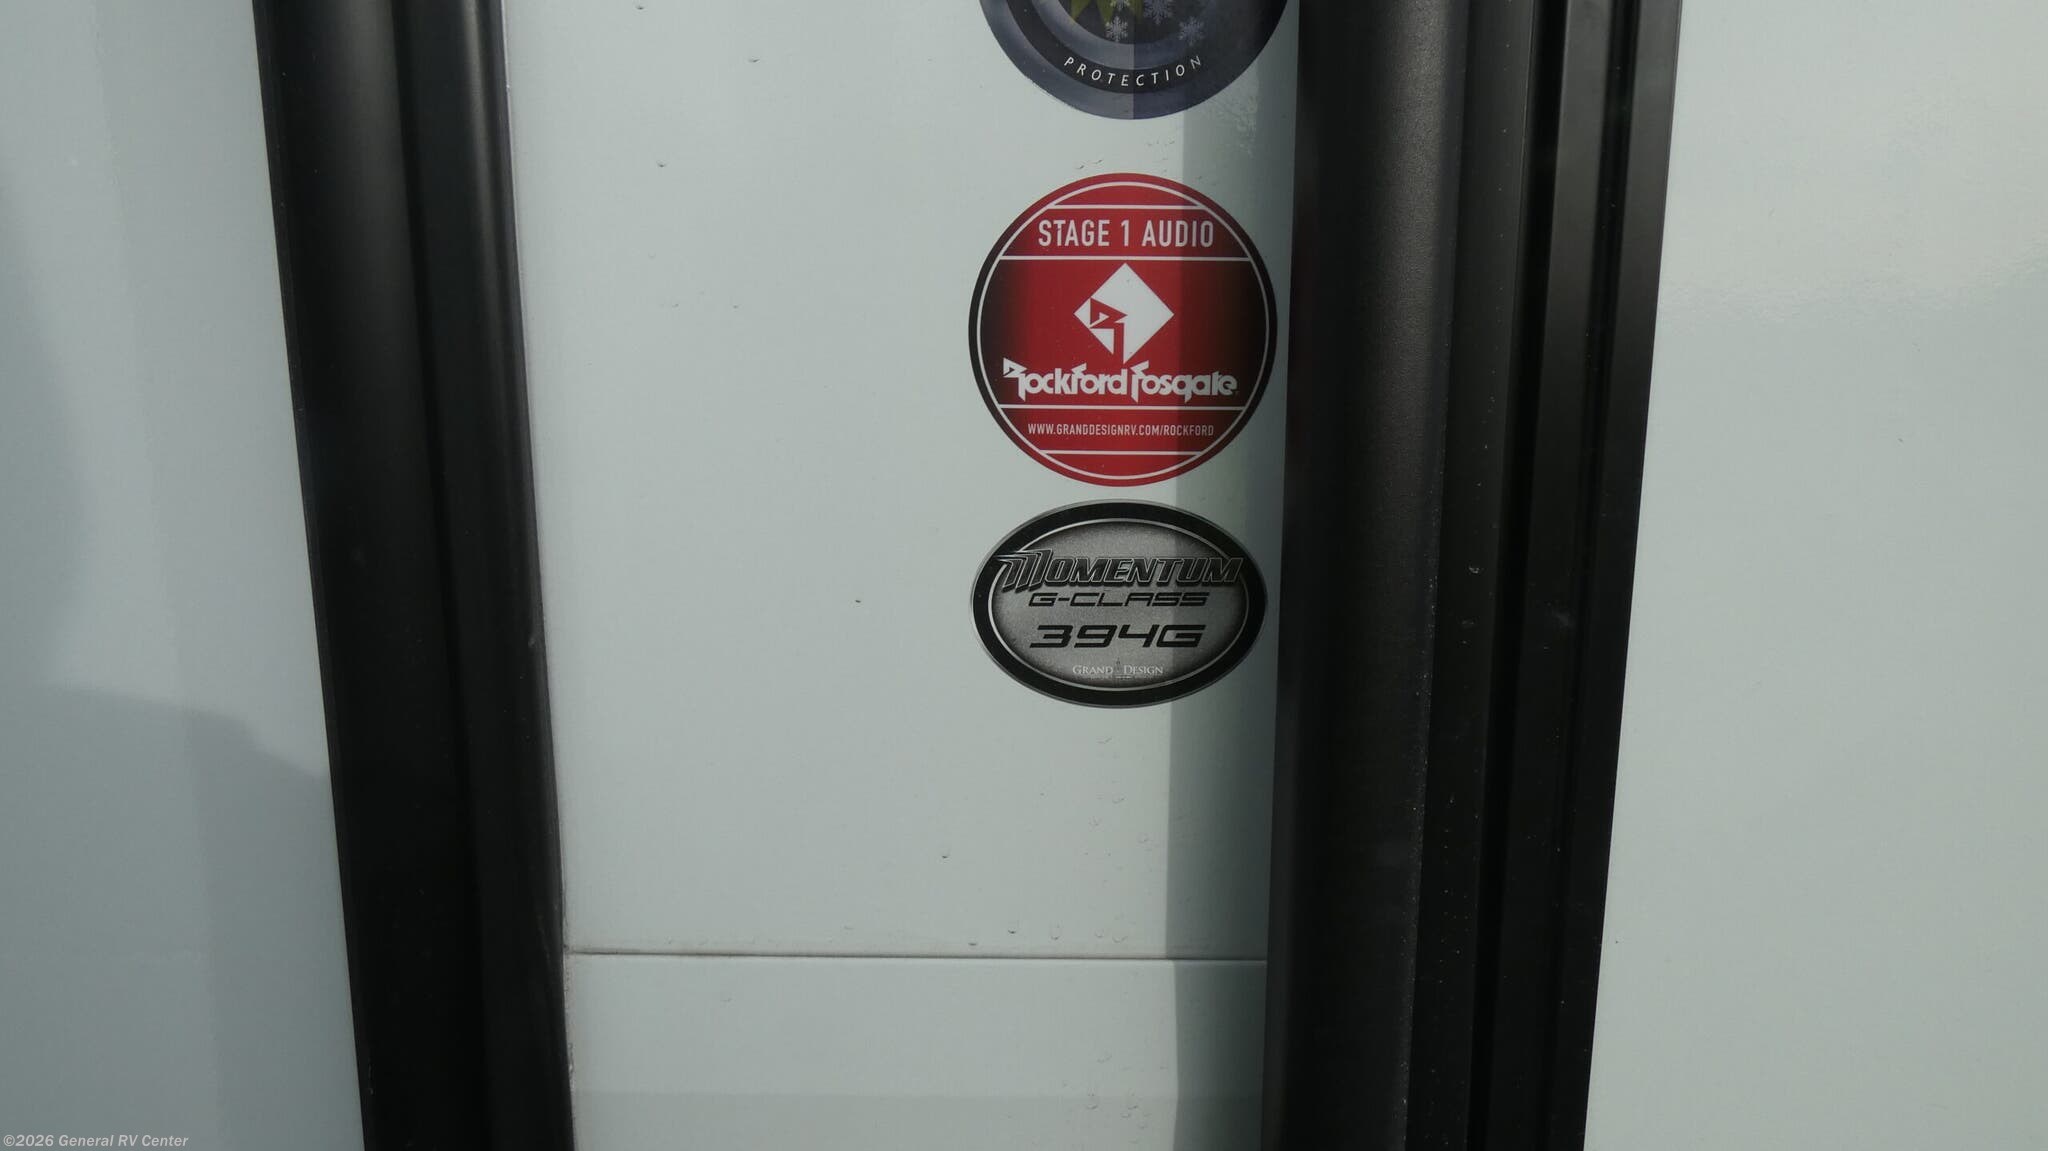 PROTECTION
STAGE 1 AUDIO
Rockford Fosgate
WWW.GRANDDESIGNRV.COM/ROCKFORD
MOMENTUM
G-CLASS
394G
GRAND DESIGN
©2026 General RV Center